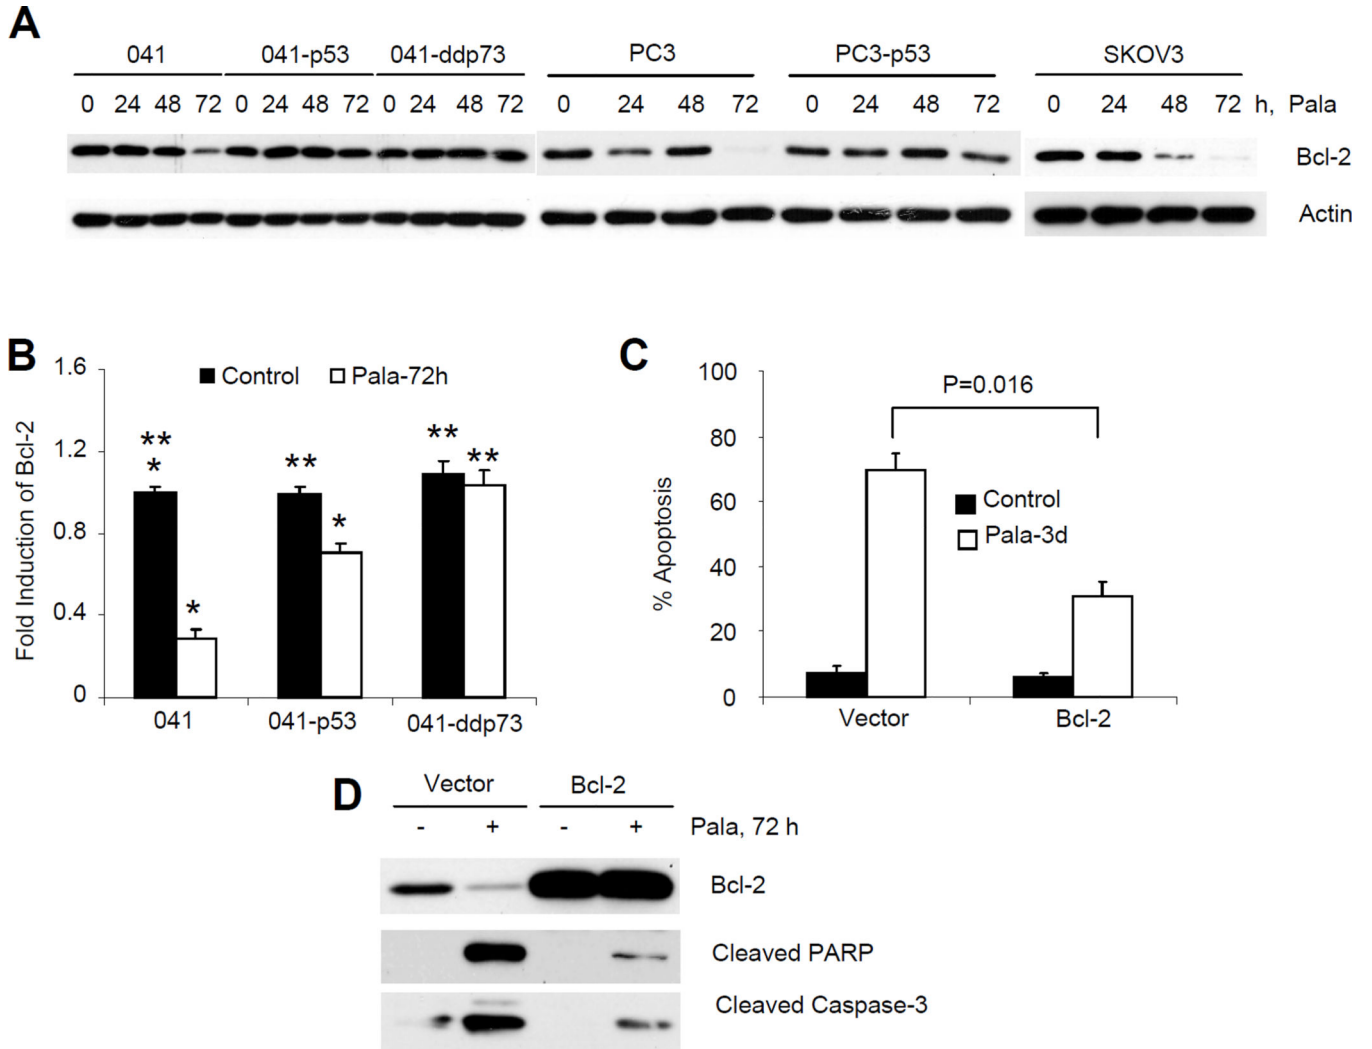 A
041 041-p53 041-ddp73 PC3 PC3-p53 SKOV3
0 24 48 72 0 24 48 72 0 24 48 72 0 24 48 72 0 24 48 72 0 24 48 72 h, Pala
Bcl-2
Actin
B
Fold Induction of Bcl-2
1.6
1.2
0.8
0.4
0
Control Pala-72h
**
*
*
**
*
**
**
041 041-p53 041-ddp73
C
% Apoptosis
100
80
60
40
20
0
P=0.016
Control
Pala-3d
Vector Bcl-2
D
Vector Bcl-2
- + - + Pala, 72 h
Bcl-2
Cleaved PARP
Cleaved Caspase-3